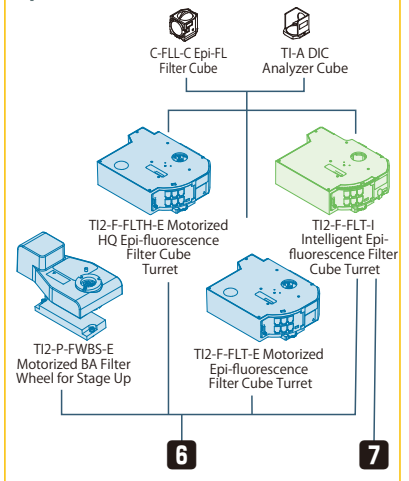 C-FLL-C Epi-FL
Filter Cube
TI-A DIC
Analyzer Cube
TI2-F-FLTH-E Motorized
HQ Epi-fluorescence
Filter Cube
Turret
TI2-F-FLT-I
Intelligent Epi-
fluorescence Filter
Cube Turret
TI2-P-FWBS-E
Motorized BA Filter
Wheel for Stage Up
TI2-F-FLT-E Motorized
Epi-fluorescence
Filter Cube Turret
6
7